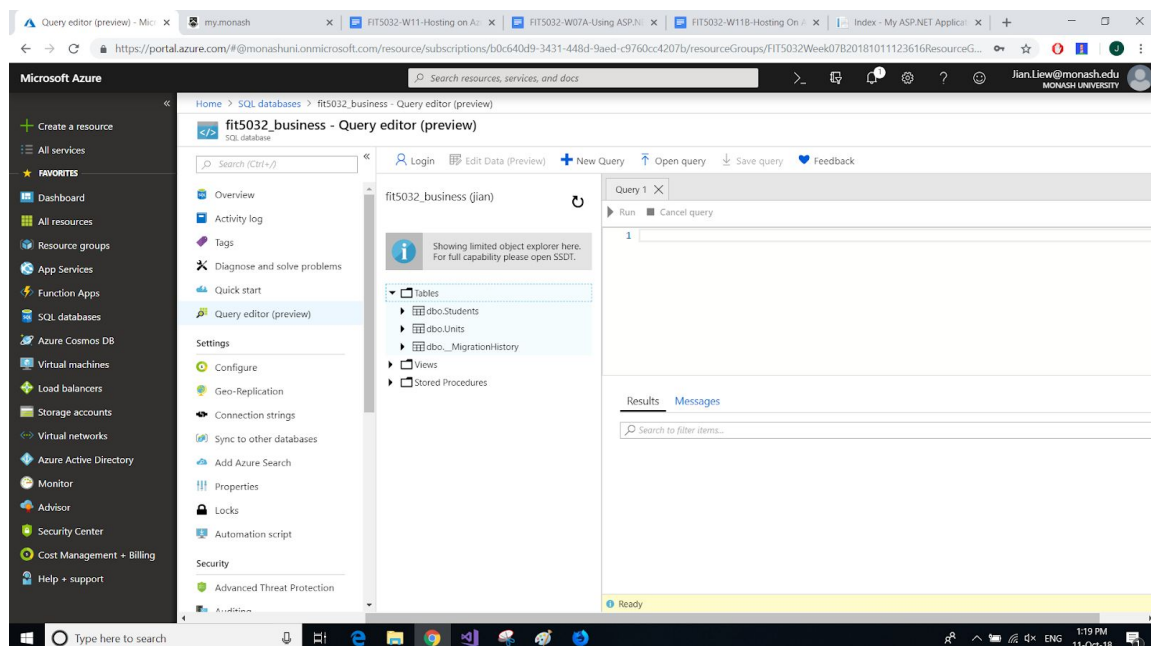 Query editor (preview) - Micr
my.monash
FIT5032-W11-Hosting on Az
FIT5032-W07A-Using ASP.NE
FIT5032-W11B-Hosting On A
Index - My ASP.NET Applicat
https://portal.azure.com/#@monashuni.onmicrosoft.com/resource/subscriptions/b0c640d9-3431-448d-9aed-c9760cc4207b/resourceGroups/FIT5032Week07B20181011123616ResourceG...
Microsoft Azure
Search resources, services, and docs
Jian.Liew@monash.edu
MONASH UNIVERSITY
Create a resource
All services
FAVORITES
Dashboard
All resources
Resource groups
App Services
Function Apps
SQL databases
Azure Cosmos DB
Virtual machines
Load balancers
Storage accounts
Virtual networks
Azure Active Directory
Monitor
Advisor
Security Center
Cost Management + Billing
Help + support
Home > SQL databases > fit5032_business - Query editor (preview)
fit5032_business - Query editor (preview)
SQL database
Search (Ctrl+/)
Overview
Activity log
Tags
Diagnose and solve problems
Quick start
Query editor (preview)
Settings
Configure
Geo-Replication
Connection strings
Sync to other databases
Add Azure Search
Properties
Locks
Automation script
Security
Advanced Threat Protection
Auditing
Login
Edit Data (Preview)
New Query
Open query
Save query
Feedback
fit5032_business (jian)
Showing limited object explorer here.
For full capability please open SSDT.
Tables
dbo.Students
dbo.Units
dbo.__MigrationHistory
Views
Stored Procedures
Query 1
Run
Cancel query
1
Results
Messages
Search to filter items...
Ready
Type here to search
ENG
1:19 PM
11-Oct-18